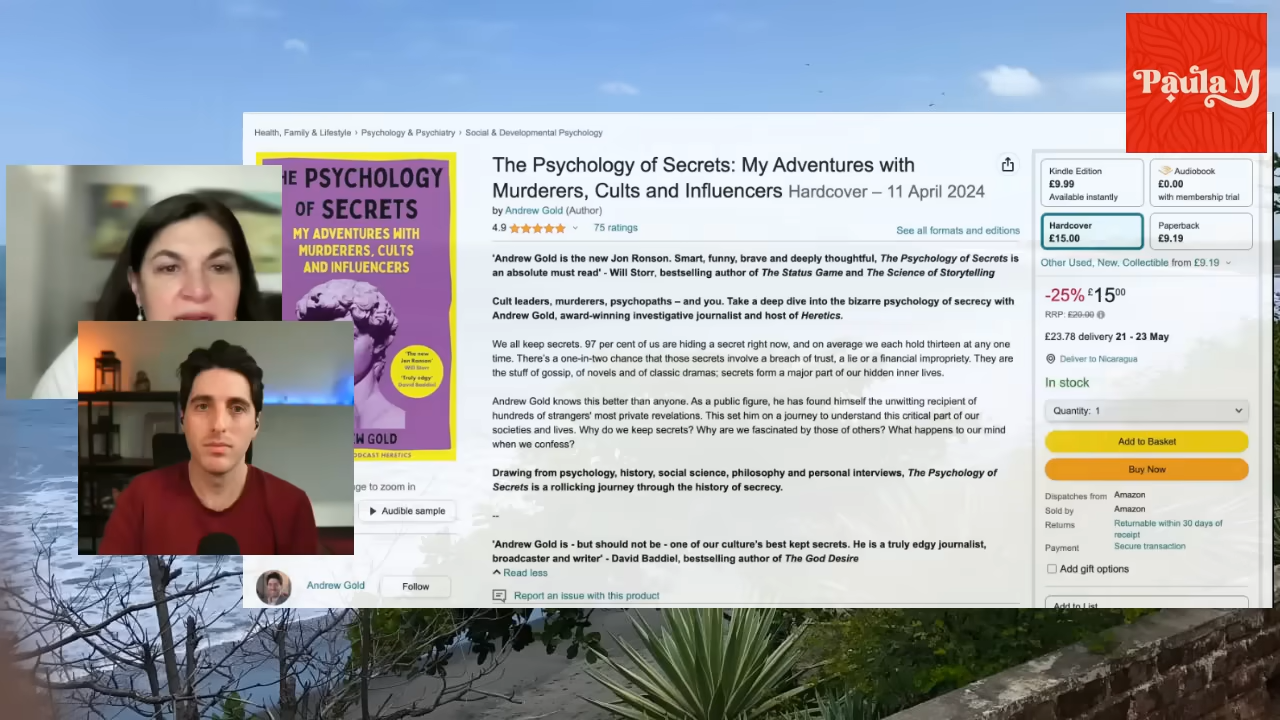 Paula M
Health, Family & Lifestyle › Psychology & Psychiatry › Social & Developmental Psychology
HE PSYCHOLOGY
OF SECRETS
MY ADVENTURES WITH
MURDERERS, CULTS
AND INFLUENCERS
'The new
Jon Ronson'
Will Storr
'Truly edgy'
David Baddiel
W GOLD
ODCAST HERETICS
ge to zoom in
Audible sample
Andrew Gold
Follow
The Psychology of Secrets: My Adventures with
Murderers, Cults and Influencers Hardcover – 11 April 2024
by Andrew Gold (Author)
4.9
75 ratings
See all formats and editions
'Andrew Gold is the new Jon Ronson. Smart, funny, brave and deeply thoughtful, The Psychology of Secrets is
an absolute must read' - Will Storr, bestselling author of The Status Game and The Science of Storytelling
Cult leaders, murderers, psychopaths – and you. Take a deep dive into the bizarre psychology of secrecy with
Andrew Gold, award-winning investigative journalist and host of Heretics.
We all keep secrets. 97 per cent of us are hiding a secret right now, and on average we each hold thirteen at any one
time. There's a one-in-two chance that those secrets involve a breach of trust, a lie or a financial impropriety. They are
the stuff of gossip, of novels and of classic dramas; secrets form a major part of our hidden inner lives.
Andrew Gold knows this better than anyone. As a public figure, he has found himself the unwitting recipient of
hundreds of strangers' most private revelations. This set him on a journey to understand this critical part of our
societies and lives. Why do we keep secrets? Why are we fascinated by those of others? What happens to our mind
when we confess?
Drawing from psychology, history, social science, philosophy and personal interviews, The Psychology of
Secrets is a rollicking journey through the history of secrecy.
--
'Andrew Gold is - but should not be - one of our culture's best kept secrets. He is a truly edgy journalist,
broadcaster and writer' - David Baddiel, bestselling author of The God Desire
Read less
Report an issue with this product
Kindle Edition
£9.99
Available instantly
Audiobook
£0.00
with membership trial
Hardcover
£15.00
Paperback
£9.19
Other Used, New, Collectible from £9.19
-25% £1500
RRP: £20.00
£23.78 delivery 21 - 23 May
Deliver to Nicaragua
In stock
Quantity: 1
Add to Basket
Buy Now
Dispatches from Amazon
Sold by Amazon
Returns Returnable within 30 days of
receipt
Payment Secure transaction
Add gift options
Add to List